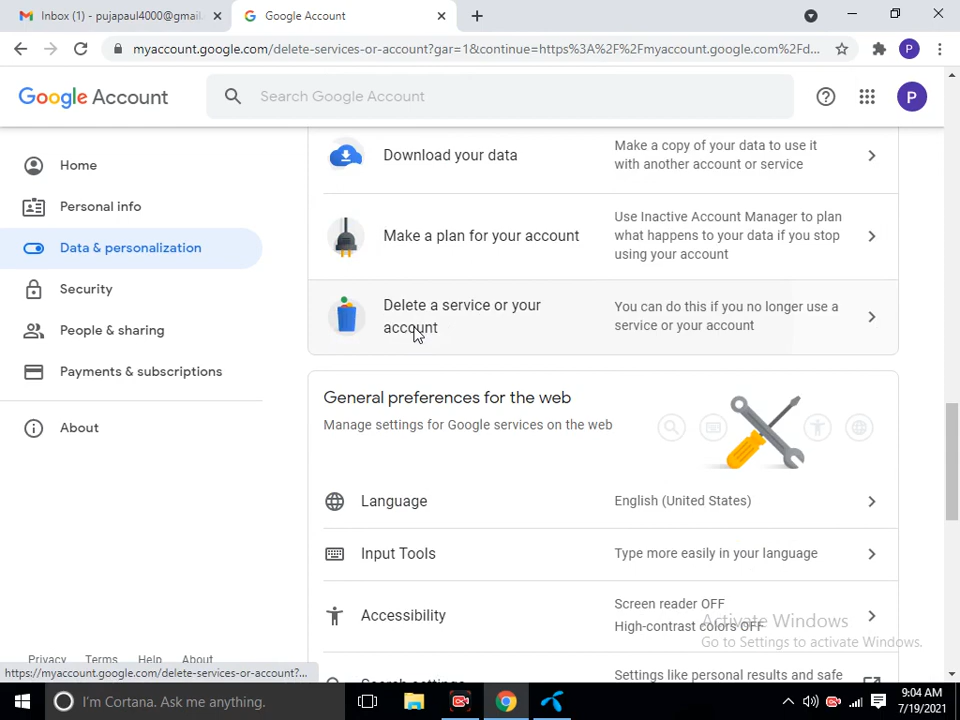 Inbox (1) - pujapaul4000@gmail.
Google Account
myaccount.google.com/delete-services-or-account?gar=1&continue=https%3A%2F%2Fmyaccount.google.com%2Fd...
P
Google Account
Search Google Account
P
Home
Personal info
Data & personalization
Security
People & sharing
Payments & subscriptions
About
Download your data
Make a copy of your data to use it
with another account or service
Make a plan for your account
Use Inactive Account Manager to plan
what happens to your data if you stop
using your account
Delete a service or your
account
You can do this if you no longer use a
service or your account
General preferences for the web
Manage settings for Google services on the web
Language
English (United States)
Input Tools
Type more easily in your language
Accessibility
Screen reader OFF
High-contrast colors OFF
Activate Windows
Go to Settings to activate Windows.
Search settings
Settings like personal results and safe
Privacy Terms Help About
https://myaccount.google.com/delete-services-or-account?...
I'm Cortana. Ask me anything.
9:04 AM
7/19/2021